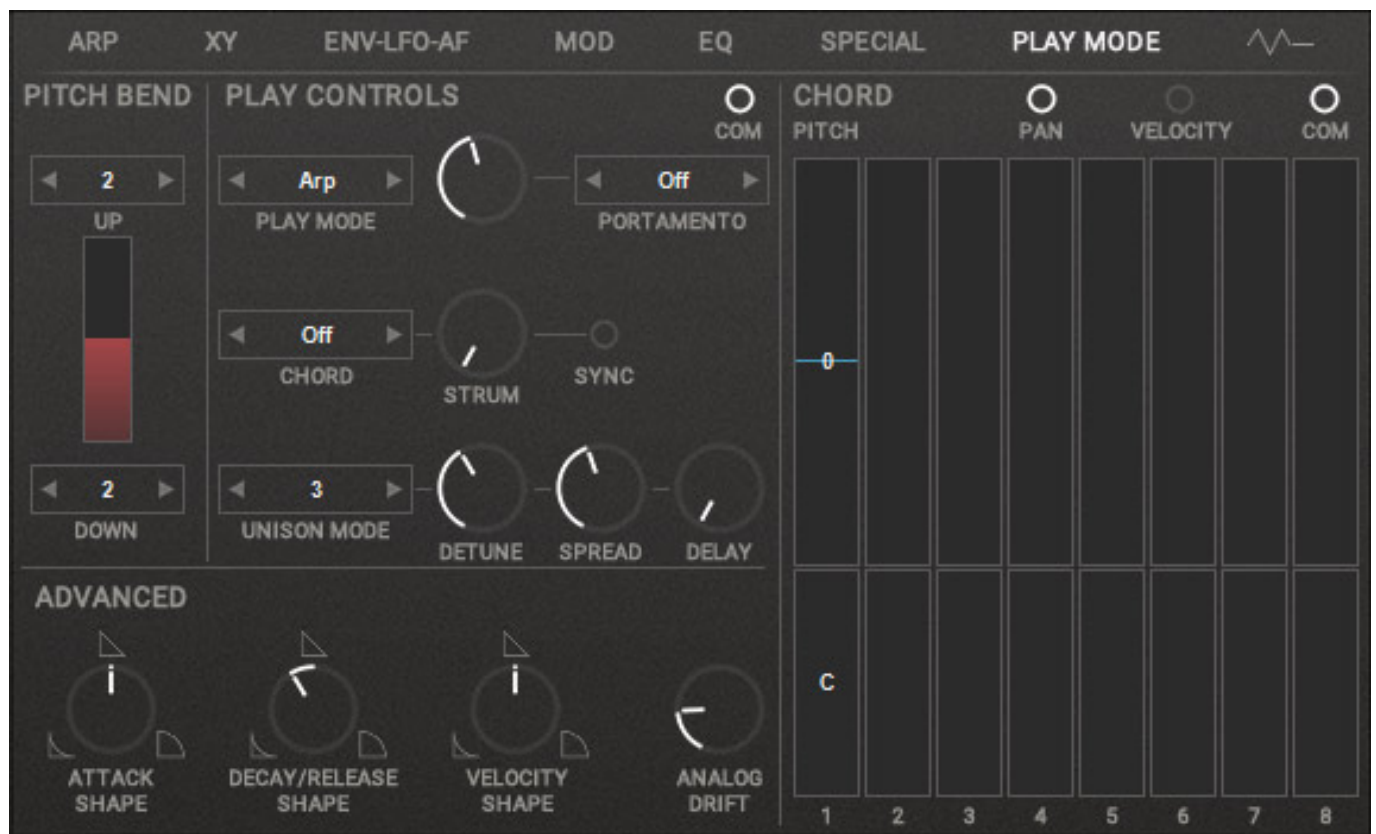 ARP XY ENV-LFO-AF MOD EQ SPECIAL PLAY MODE
PITCH BEND PLAY CONTROLS COM CHORD PITCH PAN VELOCITY COM
2 Arp Off
UP PLAY MODE PORTAMENTO
Off
CHORD STRUM SYNC
0
2 3
DOWN UNISON MODE DETUNE SPREAD DELAY
ADVANCED
C
ATTACK SHAPE DECAY/RELEASE SHAPE VELOCITY SHAPE ANALOG DRIFT
1 2 3 4 5 6 7 8